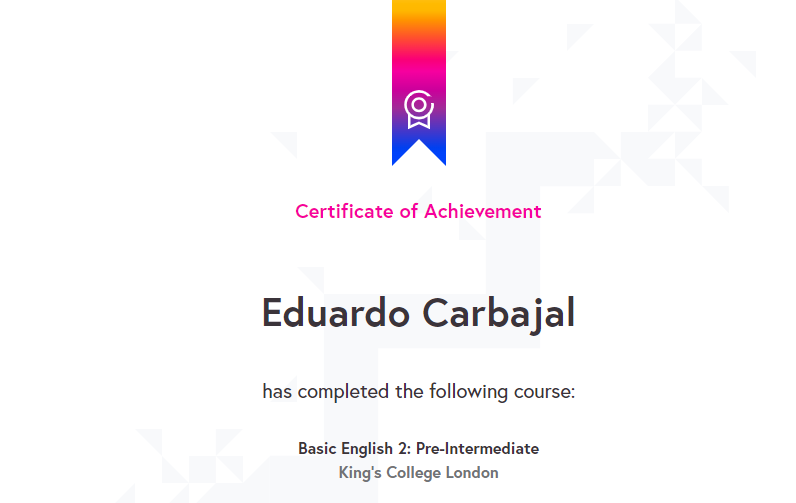 Certificate of Achievement
Eduardo Carbajal
has completed the following course:
Basic English 2: Pre-Intermediate
King's College London